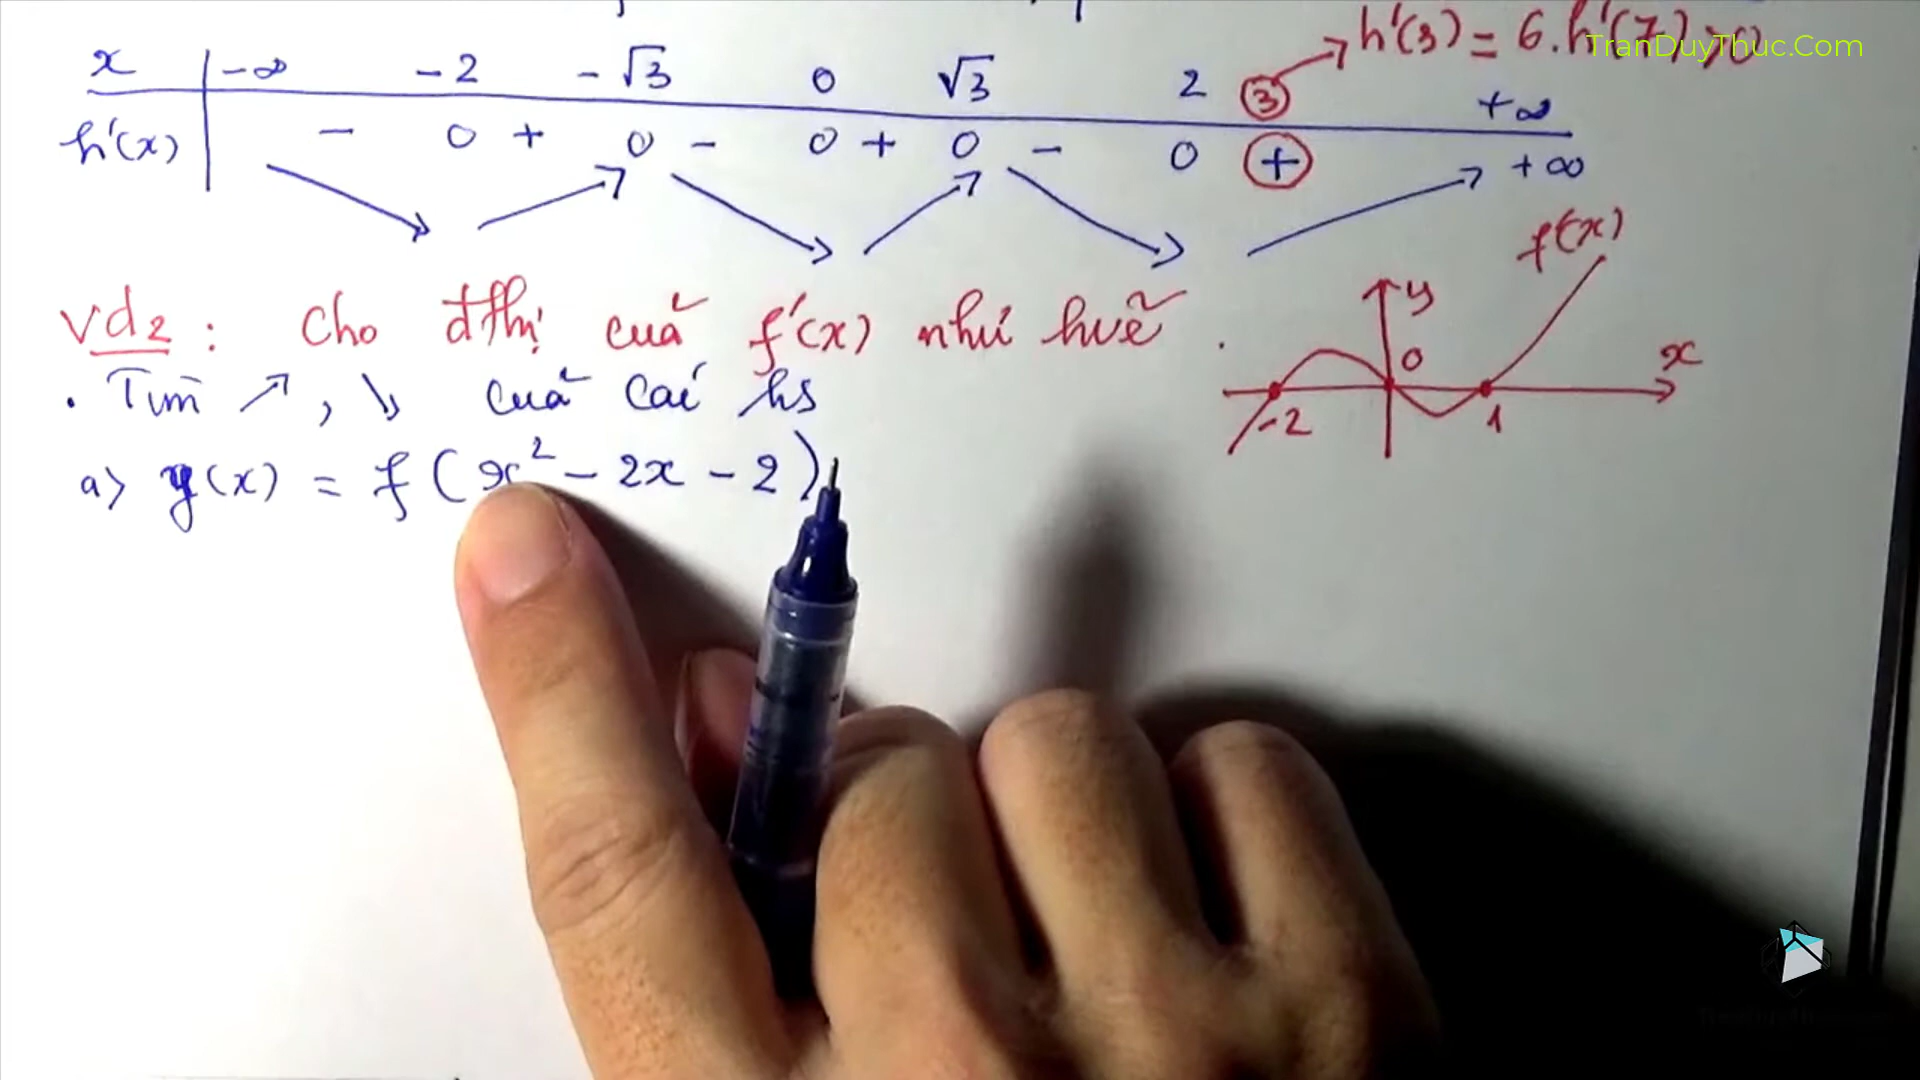 h'(3) = 6.h'(7) > 0
TranDuyThuc.Com
x -∞ -2 -√3 0 √3 2 3 +∞
h'(x) - 0 + 0 - 0 + 0 - 0 + +∞
Vd2 : Cho đthị của f'(x) như hvẽ .
f'(x)
y
0
x
-2
1
. Tìm ↗, ↘ của các hs
a) y(x) = f(x² - 2x - 2)